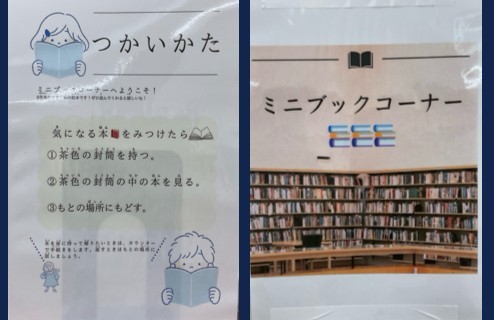 つかいかた
ミニブックコーナーへようこそ!
気になる本📕をみつけたら
①茶色の封筒を持つ。
②茶色の封筒の中の本を見る。
③もとの場所にもどす。
ミニブックコーナー